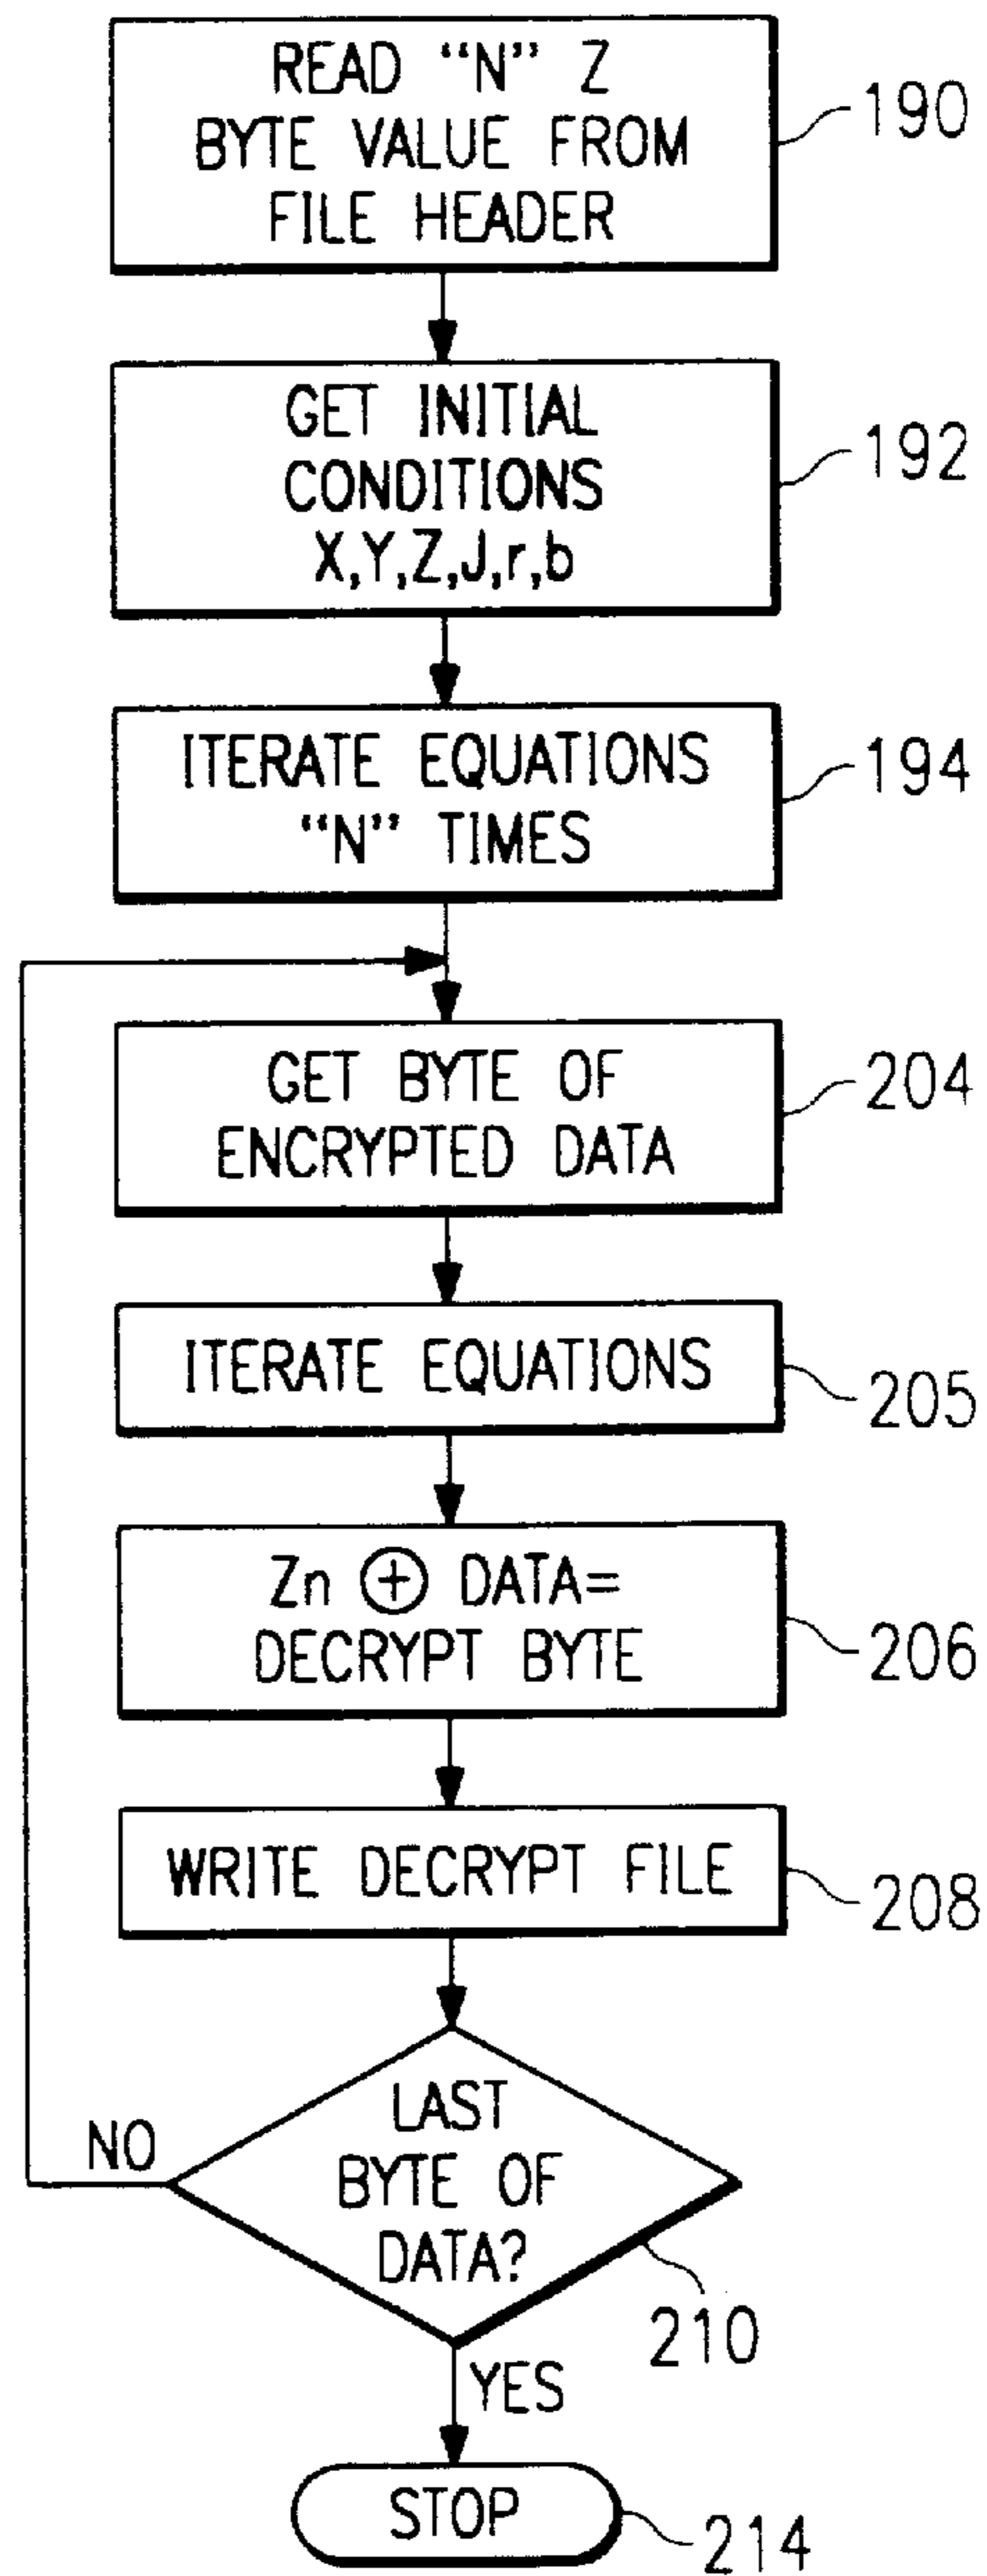 READ “N” Z
BYTE VALUE FROM
FILE HEADER
190
GET INITIAL
CONDITIONS
X,Y,Z,J,r,b
192
ITERATE EQUATIONS
“N” TIMES
194
GET BYTE OF
ENCRYPTED DATA
204
ITERATE EQUATIONS
205
Zn ⊕ DATA=
DECRYPT BYTE
206
WRITE DECRYPT FILE
208
LAST
BYTE OF
DATA?
NO
210
YES
STOP
214